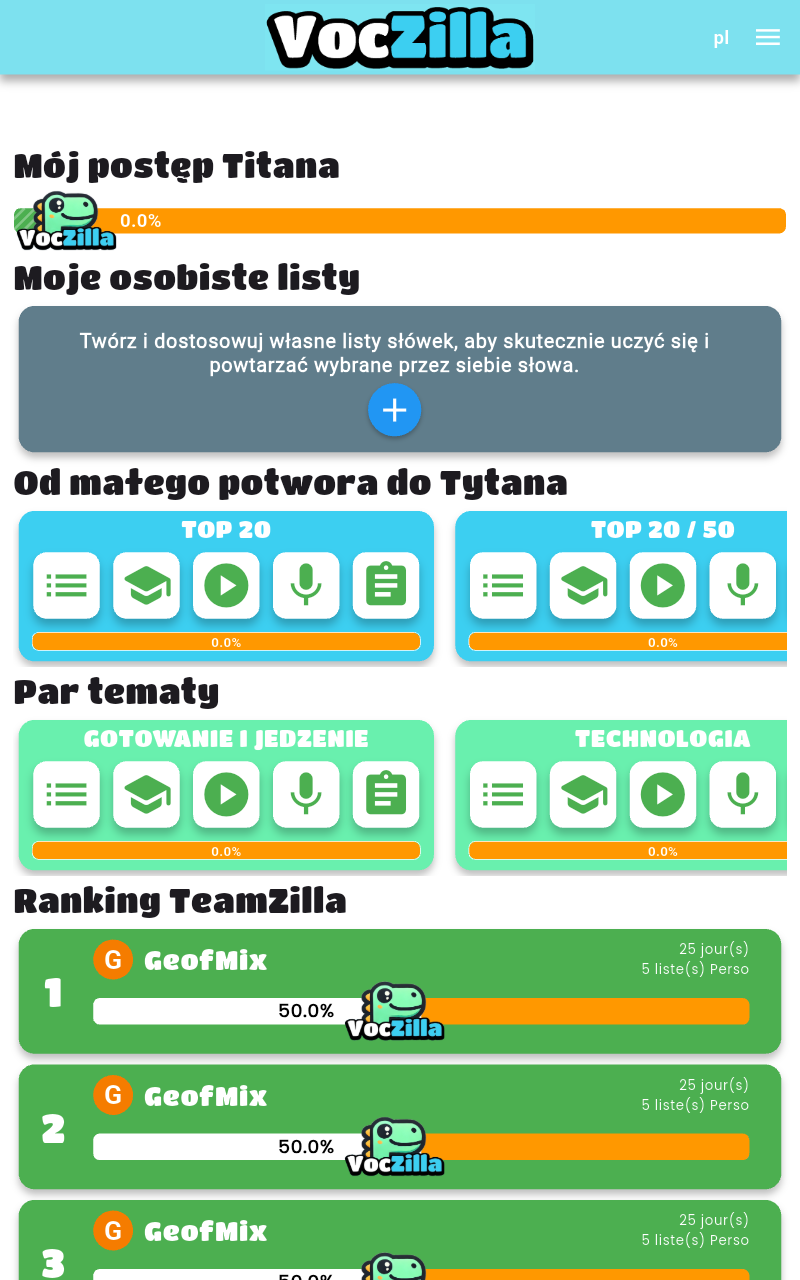 VocZilla
pl
Mój postęp Titana
VocZilla
0.0%
Moje osobiste listy
Twórz i dostosowuj własne listy słówek, aby skutecznie uczyć się i
powtarzać wybrane przez siebie słowa.
Od małego potwora do Tytana
TOP 20
TOP 20 / 50
0.0%
0.0%
Par tematy
GOTOWANIE I JEDZENIE
TECHNOLOGIA
0.0%
0.0%
Ranking TeamZilla
1
G
GeofMix
25 jour(s)
5 liste(s) Perso
50.0%
VocZilla
2
G
GeofMix
25 jour(s)
5 liste(s) Perso
50.0%
VocZilla
3
G
GeofMix
25 jour(s)
5 liste(s) Perso
50.0%